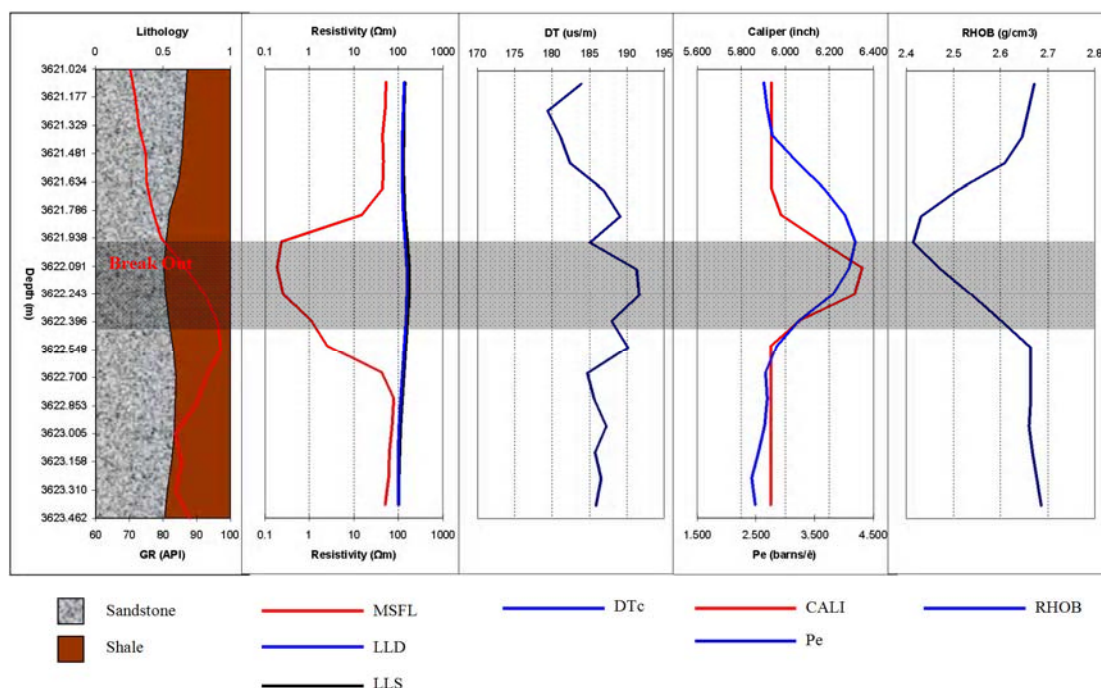 Lithology
0 0.5 1
Resistivity (Ωm)
0.1 1 10 100 1000
DT (us/m)
170 175 180 185 190 195
Caliper (inch)
5.600 5.800 6.000 6.200 6.400
RHOB (g/cm3)
2.4 2.5 2.6 2.7 2.8
Depth (m)
3621.024
3621.177
3621.329
3621.481
3621.634
3621.786
3621.938
3622.091
3622.243
3622.396
3622.548
3622.700
3622.853
3623.005
3623.158
3623.310
3623.462
Break Out
60 70 80 90 100
GR (API)
0.1 1 10 100 1000
Resistivity (Ωm)
1.500 2.500 3.500 4.500
Pe (barns/è)
Sandstone
Shale
MSFL
LLD
LLS
DTc
CALI
Pe
RHOB